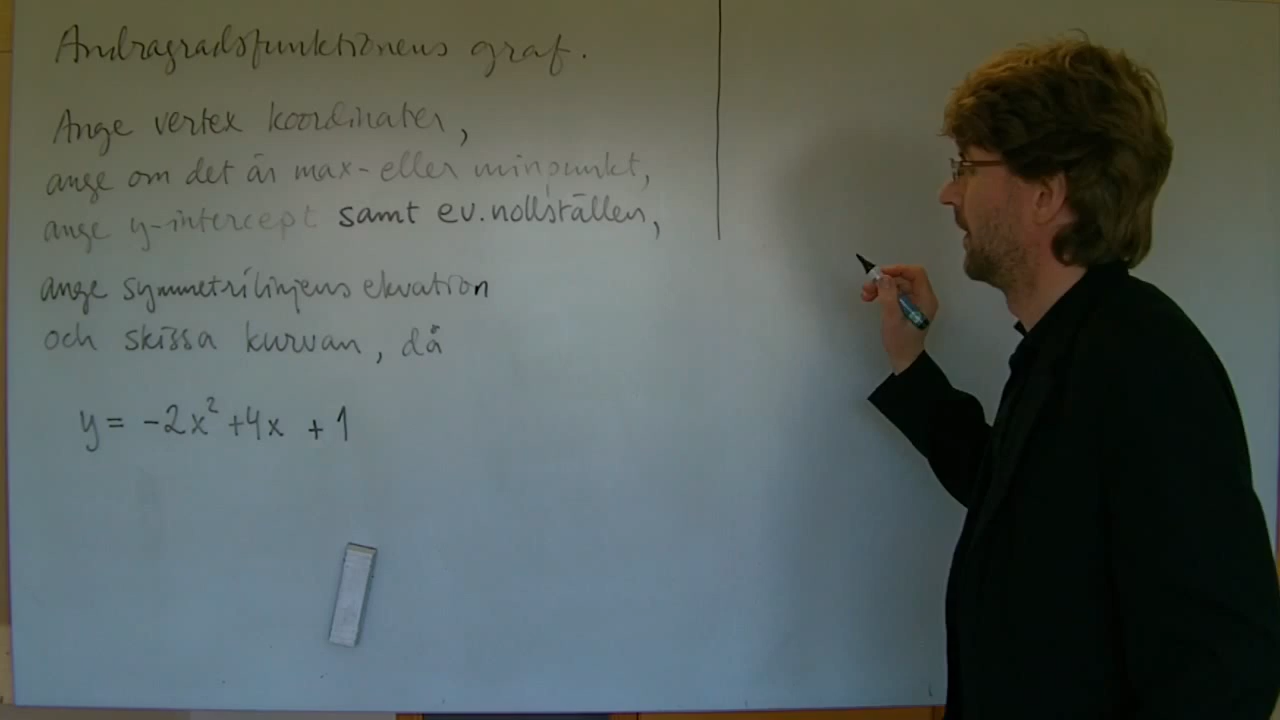 Andragradsfunktionens graf.
Ange vertex koordinater,
ange om det är max- eller minpunkt,
ange y-intercept samt ev. nollställen,
ange symmetrilinjens ekvation
och skissa kurvan, då
y = -2x² +4x + 1